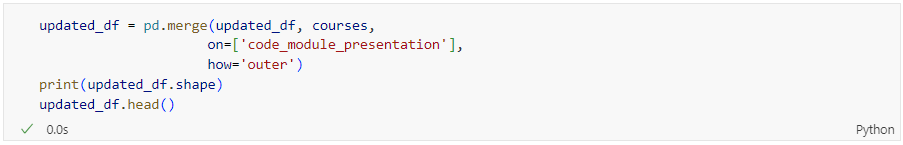 updated_df = pd.merge(updated_df, courses,
                     on=['code_module_presentation'],
                     how='outer')
print(updated_df.shape)
updated_df.head()
✓ 0.0s Python